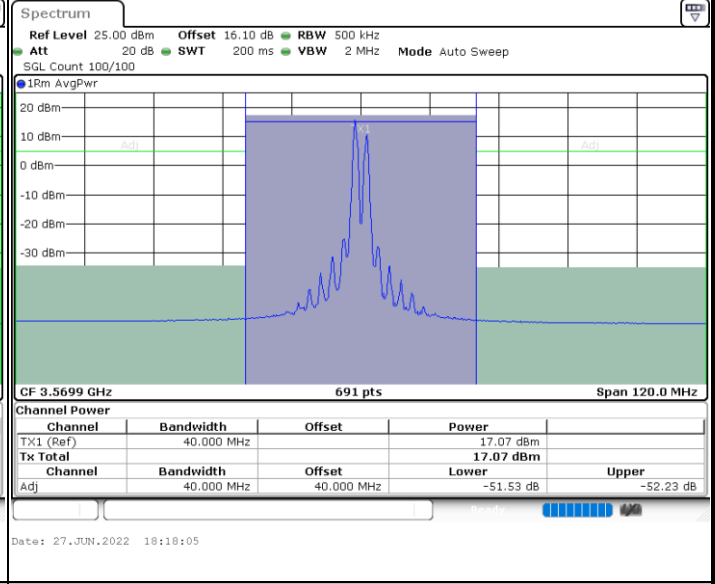 Spectrum
Ref Level 25.00 dBm Offset 16.10 dB RBW 500 kHz
Att 20 dB SWT 200 ms VBW 2 MHz Mode Auto Sweep
SGL Count 100/100
1Rm AvgPwr
20 dBm
10 dBm
Adj TX1 Adj
0 dBm
-10 dBm
-20 dBm
-30 dBm
CF 3.5699 GHz 691 pts Span 120.0 MHz
Channel Power
Channel Bandwidth Offset Power
TX1 (Ref) 40.000 MHz 17.07 dBm
Tx Total 17.07 dBm
Channel Bandwidth Offset Lower Upper
Adj 40.000 MHz 40.000 MHz -51.53 dB -52.23 dB
Ready
Date: 27.JUN.2022 18:18:05